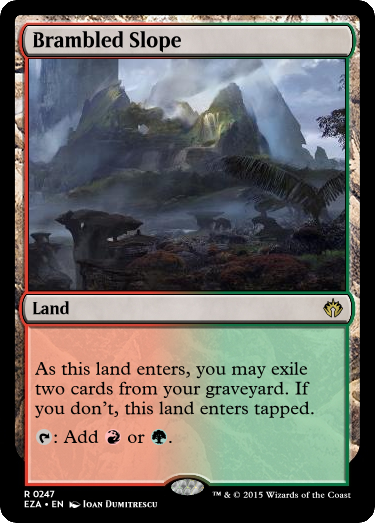 Brambled Slope
Land
As this land enters, you may exile
two cards from your graveyard. If
you don't, this land enters tapped.
: Add or .
R 0247
EZA • EN Ioan Dumitrescu
™ & © 2015 Wizards of the Coast